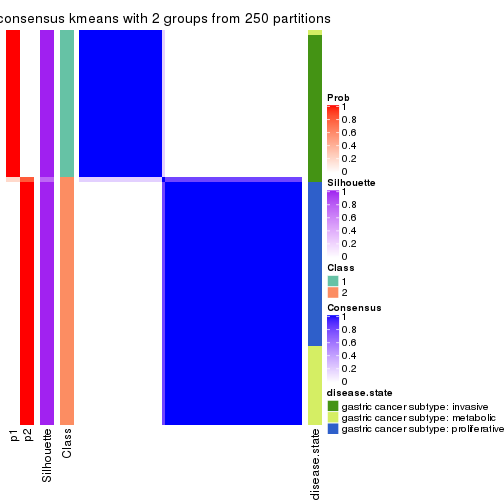 consensus kmeans with 2 groups from 250 partitions
Prob
1
0.8
0.6
0.4
0.2
0
Silhouette
1
0.8
0.6
0.4
0.2
0
Class
1
2
Consensus
1
0.8
0.6
0.4
0.2
0
disease.state
gastric cancer subtype: invasive
gastric cancer subtype: metabolic
gastric cancer subtype: proliferative
p1
p2
Silhouette
Class
disease.state